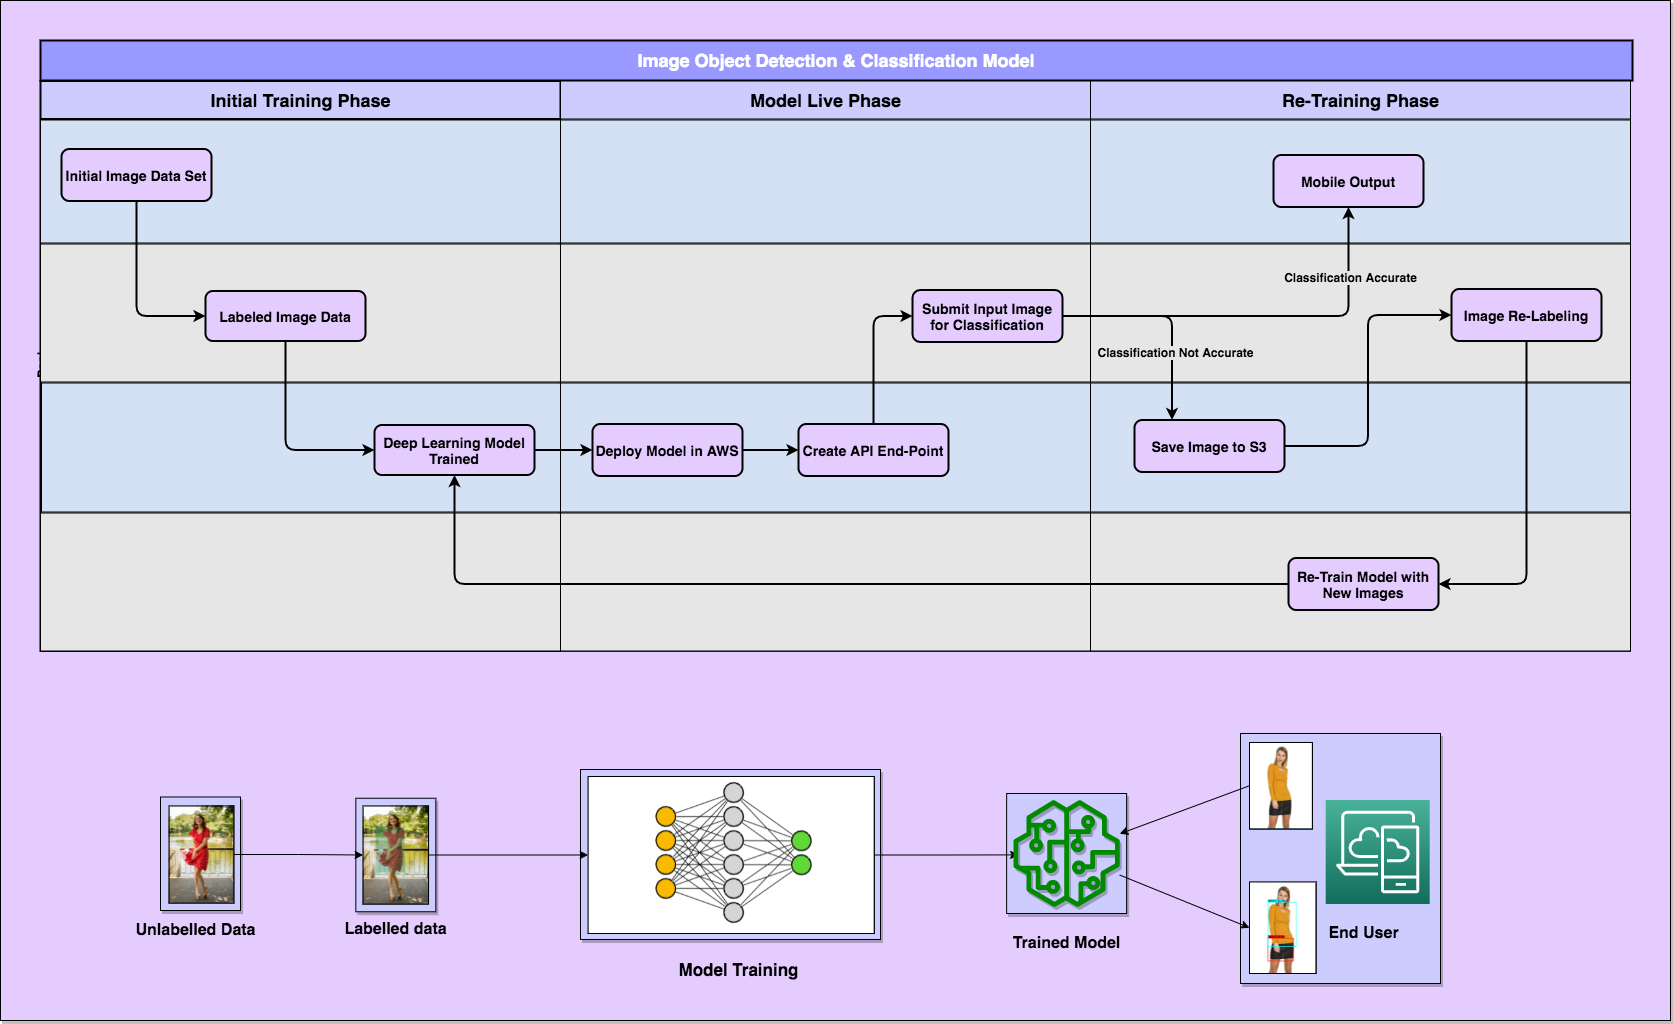 Image Object Detection & Classification Model
Initial Training Phase
Model Live Phase
Re-Training Phase
Initial Image Data Set
Mobile Output
Classification Accurate
Labeled Image Data
Submit Input Image
for Classification
Image Re-Labeling
Classification Not Accurate
Deep Learning Model
Trained
Deploy Model in AWS
Create API End-Point
Save Image to S3
Re-Train Model with
New Images
Unlabelled Data
Labelled data
Model Training
Trained Model
End User